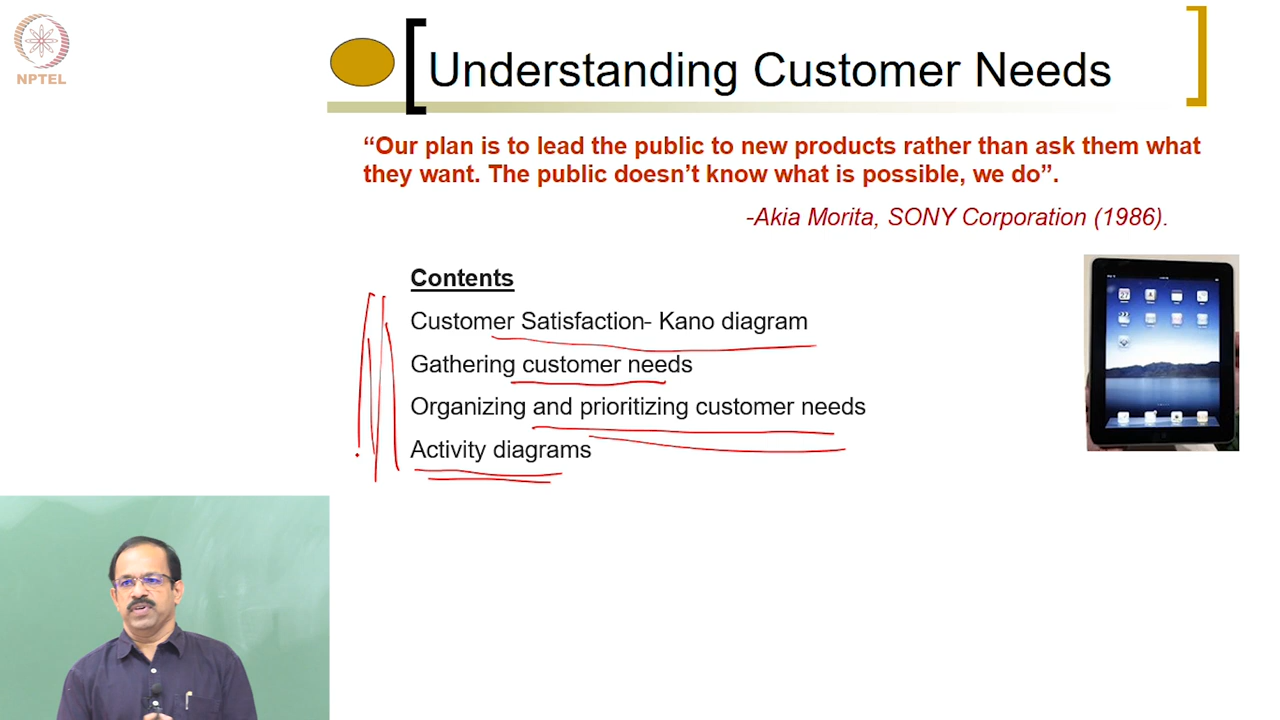 NPTEL
Understanding Customer Needs
“Our plan is to lead the public to new products rather than ask them what
they want. The public doesn’t know what is possible, we do”.
-Akia Morita, SONY Corporation (1986).
Contents
Customer Satisfaction- Kano diagram
Gathering customer needs
Organizing and prioritizing customer needs
Activity diagrams